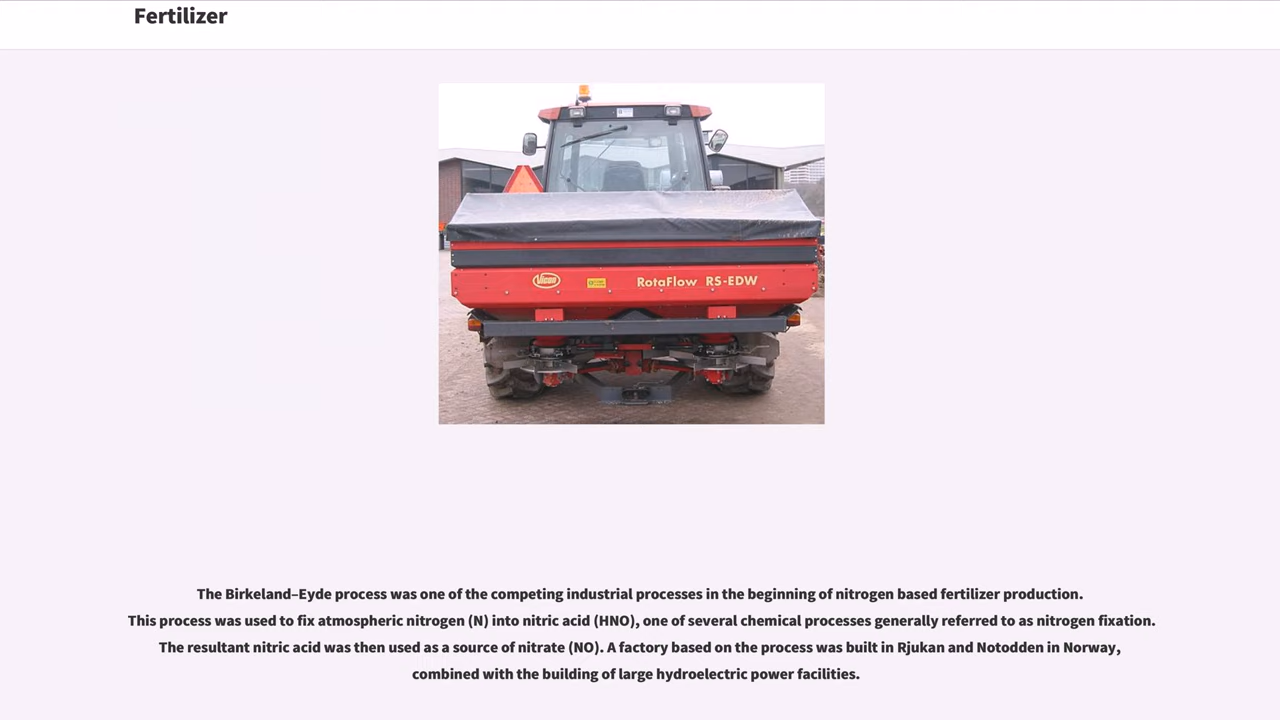 Fertilizer
Vicon
RotaFlow RS-EDW
The Birkeland–Eyde process was one of the competing industrial processes in the beginning of nitrogen based fertilizer production.
This process was used to fix atmospheric nitrogen (N) into nitric acid (HNO), one of several chemical processes generally referred to as nitrogen fixation.
The resultant nitric acid was then used as a source of nitrate (NO). A factory based on the process was built in Rjukan and Notodden in Norway,
combined with the building of large hydroelectric power facilities.